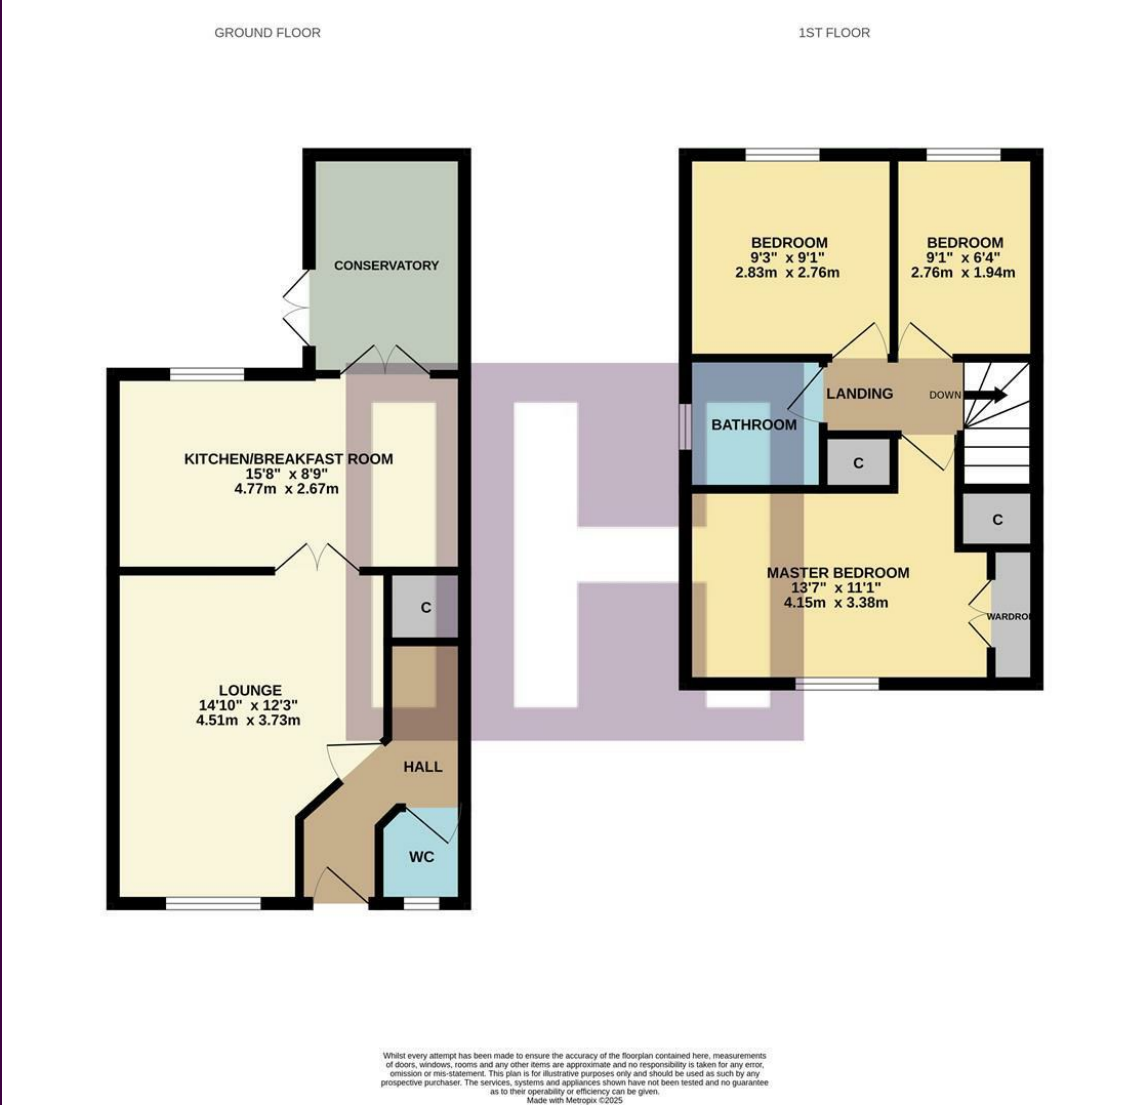 GROUND FLOOR
1ST FLOOR
CONSERVATORY
KITCHEN/BREAKFAST ROOM
15'8" x 8'9"
4.77m x 2.67m
C
LOUNGE
14'10" x 12'3"
4.51m x 3.73m
HALL
WC
BEDROOM
9'3" x 9'1"
2.83m x 2.76m
BEDROOM
9'1" x 6'4"
2.76m x 1.94m
LANDING
DOWN
BATHROOM
C
C
MASTER BEDROOM
13'7" x 11'1"
4.15m x 3.38m
WARDROB
Whilst every attempt has been made to ensure the accuracy of the floorplan contained here, measurements
of doors, windows, rooms and any other items are approximate and no responsibility is taken for any error,
omission or mis-statement. This plan is for illustrative purposes only and should be used as such by any
prospective purchaser. The services, systems and appliances shown have not been tested and no guarantee
as to their operability or efficiency can be given.
Made with Metropix ©2025